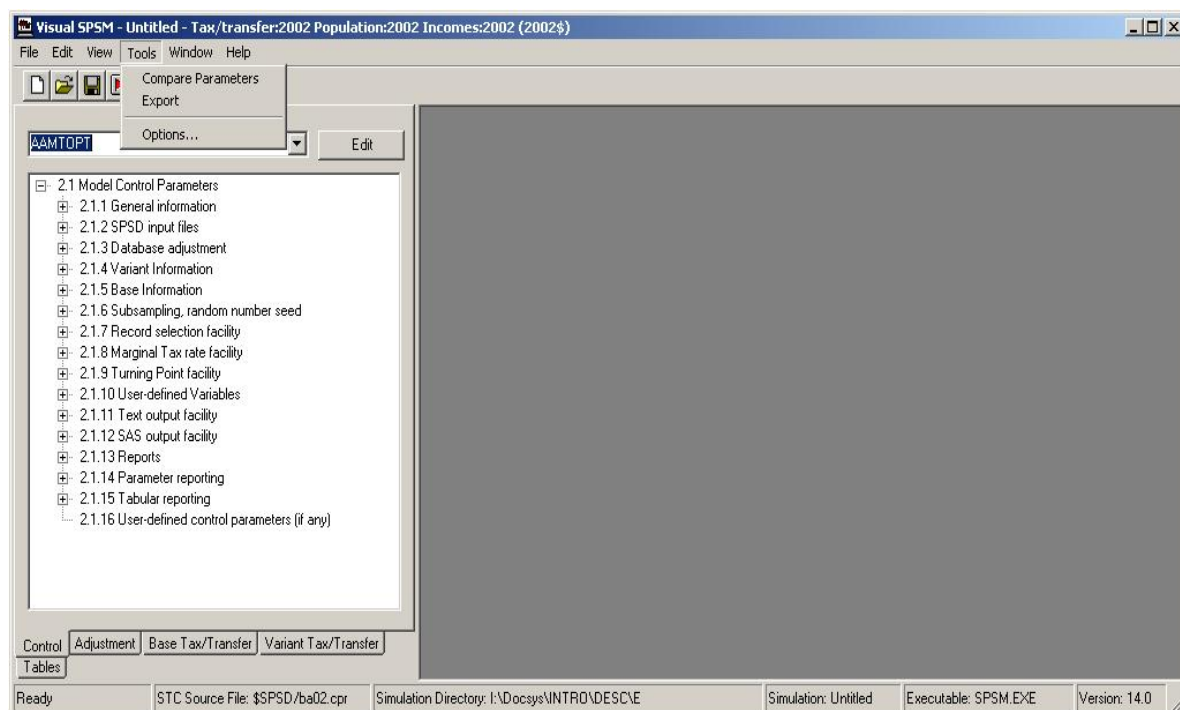 Visual SPSM - Untitled - Tax/transfer:2002 Population:2002 Incomes:2002 (2002$)
File Edit View Tools Window Help
Compare Parameters
Export
Options...
AAMTOPT
Edit
2.1 Model Control Parameters
2.1.1 General information
2.1.2 SPSD input files
2.1.3 Database adjustment
2.1.4 Variant Information
2.1.5 Base Information
2.1.6 Subsampling, random number seed
2.1.7 Record selection facility
2.1.8 Marginal Tax rate facility
2.1.9 Turning Point facility
2.1.10 User-defined Variables
2.1.11 Text output facility
2.1.12 SAS output facility
2.1.13 Reports
2.1.14 Parameter reporting
2.1.15 Tabular reporting
2.1.16 User-defined control parameters (if any)
Control Adjustment Base Tax/Transfer Variant Tax/Transfer
Tables
Ready STC Source File: $SPSD/ba02.cpr Simulation Directory: I:\Docsys\INTRO\DESC\E Simulation: Untitled Executable: SPSM.EXE Version: 14.0